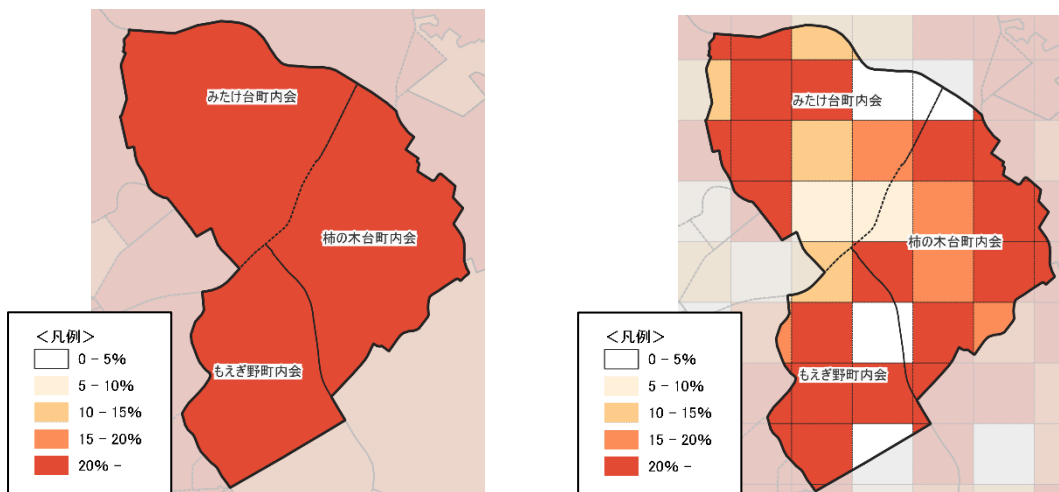 みたけ台町内会
柿の木台町内会
もえぎ野町内会
<凡例>
0 − 5%
5 − 10%
10 − 15%
15 − 20%
20% −
みたけ台町内会
柿の木台町内会
もえぎ野町内会
<凡例>
0 − 5%
5 − 10%
10 − 15%
15 − 20%
20% −